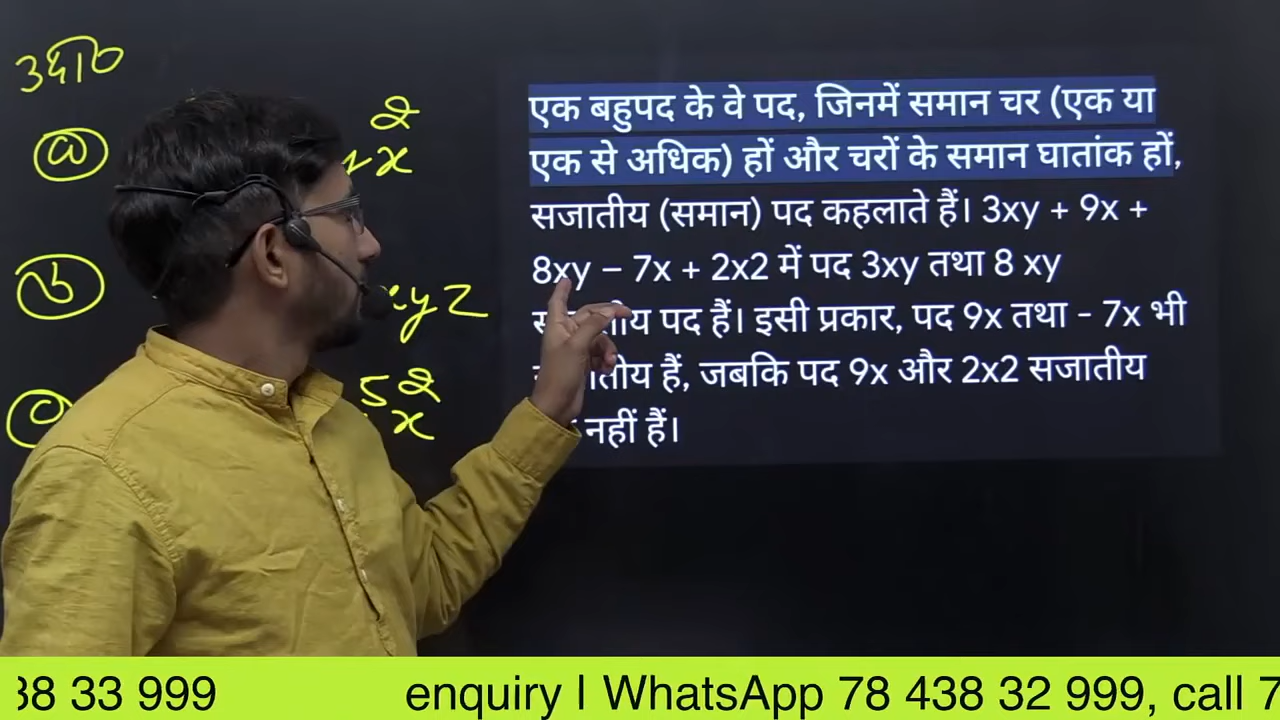 उदा०
एक बहुपद के वे पद, जिनमें समान चर (एक या
एक से अधिक) हों और चरों के समान घातांक हों,
सजातीय (समान) पद कहलाते हैं। 3xy + 9x +
8xy – 7x + 2x2 में पद 3xy तथा 8 xy
पद हैं। इसी प्रकार, पद 9x तथा - 7x भी
हैं, जबकि पद 9x और 2x2 सजातीय
नहीं हैं।
38 33 999 enquiry | WhatsApp 78 438 32 999, call 7